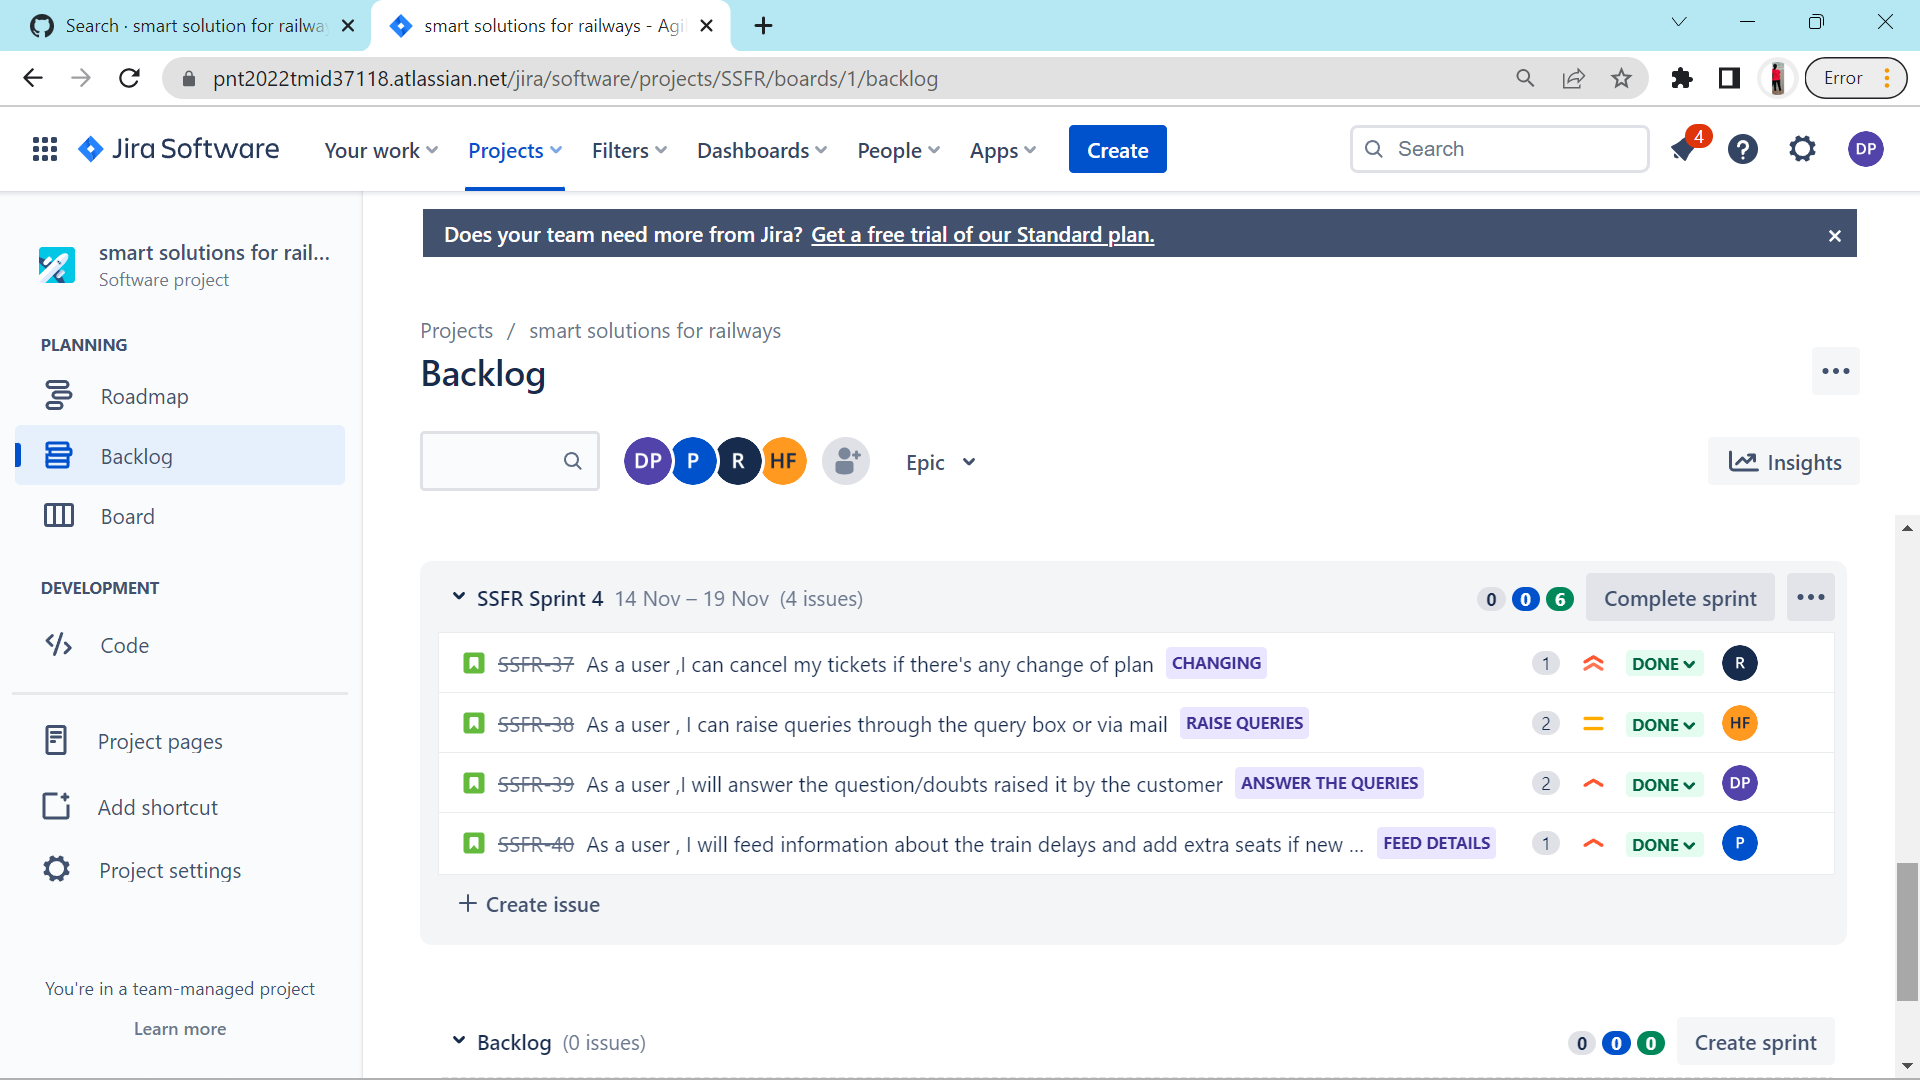 Search · smart solution for railwa
smart solutions for railways - Agi
pnt2022tmid37118.atlassian.net/jira/software/projects/SSFR/boards/1/backlog
Error
Jira Software
Your work
Projects
Filters
Dashboards
People
Apps
Create
Search
4
DP
smart solutions for rail...
Software project
PLANNING
Roadmap
Backlog
Board
DEVELOPMENT
Code
Project pages
Add shortcut
Project settings
You're in a team-managed project
Learn more
Does your team need more from Jira? Get a free trial of our Standard plan.
Projects / smart solutions for railways
Backlog
DP P R HF
Epic
Insights
SSFR Sprint 4 14 Nov – 19 Nov (4 issues) 0 0 6 Complete sprint
SSFR-37 As a user ,I can cancel my tickets if there's any change of plan CHANGING 1 DONE R
SSFR-38 As a user , I can raise queries through the query box or via mail RAISE QUERIES 2 DONE HF
SSFR-39 As a user ,I will answer the question/doubts raised it by the customer ANSWER THE QUERIES 2 DONE DP
SSFR-40 As a user , I will feed information about the train delays and add extra seats if new ... FEED DETAILS 1 DONE P
Create issue
Backlog (0 issues) 0 0 0 Create sprint